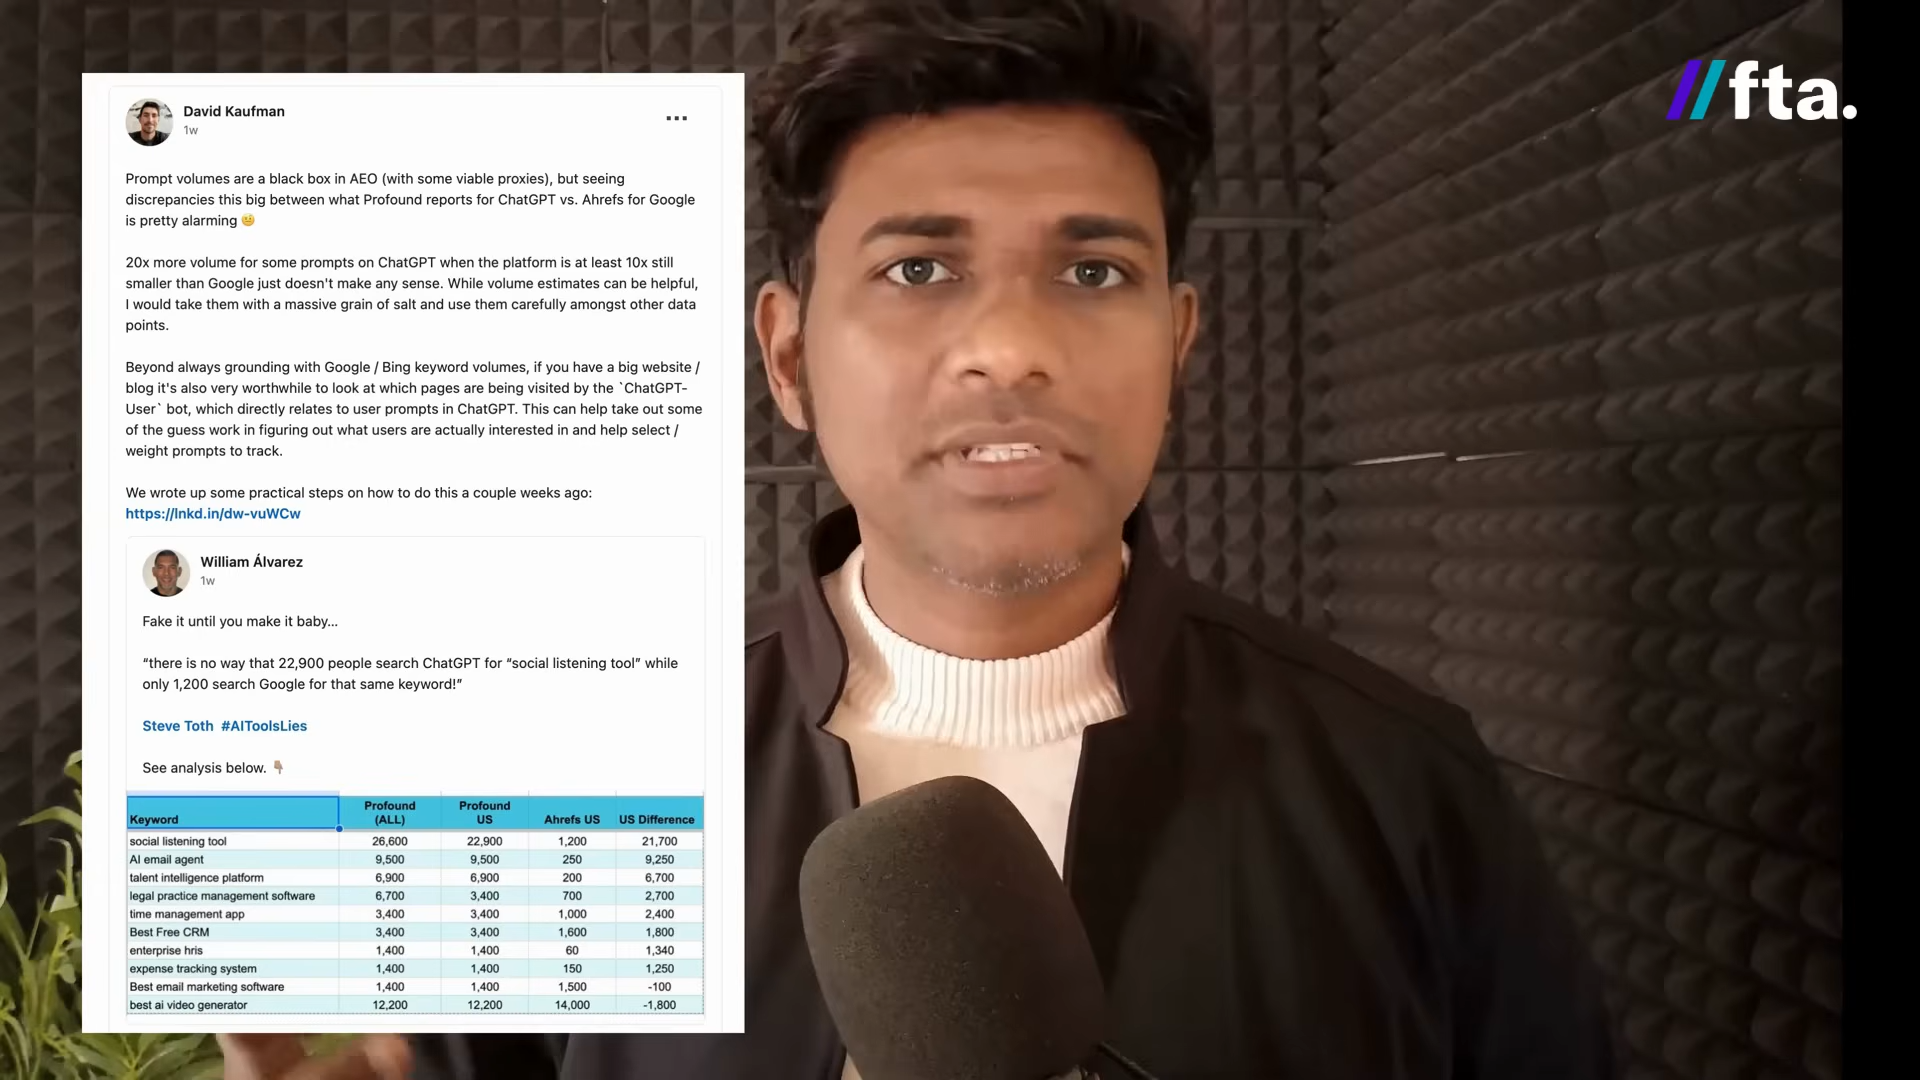 //fta.
David Kaufman
1w
Prompt volumes are a black box in AEO (with some viable proxies), but seeing
discrepancies this big between what Profound reports for ChatGPT vs. Ahrefs for Google
is pretty alarming 🫠
20x more volume for some prompts on ChatGPT when the platform is at least 10x still
smaller than Google just doesn't make any sense. While volume estimates can be helpful,
I would take them with a massive grain of salt and use them carefully amongst other data
points.
Beyond always grounding with Google / Bing keyword volumes, if you have a big website /
blog it's also very worthwhile to look at which pages are being visited by the `ChatGPT-
User` bot, which directly relates to user prompts in ChatGPT. This can help take out some
of the guess work in figuring out what users are actually interested in and help select /
weight prompts to track.
We wrote up some practical steps on how to do this a couple weeks ago:
https://lnkd.in/dw-vuWCw
William Álvarez
1w
Fake it until you make it baby...
“there is no way that 22,900 people search ChatGPT for “social listening tool” while
only 1,200 search Google for that same keyword!”
Steve Toth #AIToolsLies
See analysis below. 👇🏽
Keyword Profound (ALL) Profound US Ahrefs US US Difference
social listening tool 26,600 22,900 1,200 21,700
AI email agent 9,500 9,500 250 9,250
talent intelligence platform 6,900 6,900 200 6,700
legal practice management software 6,700 3,400 700 2,700
time management app 3,400 3,400 1,000 2,400
Best Free CRM 3,400 3,400 1,600 1,800
enterprise hris 1,400 1,400 60 1,340
expense tracking system 1,400 1,400 150 1,250
Best email marketing software 1,400 1,400 1,500 -100
best ai video generator 12,200 12,200 14,000 -1,800